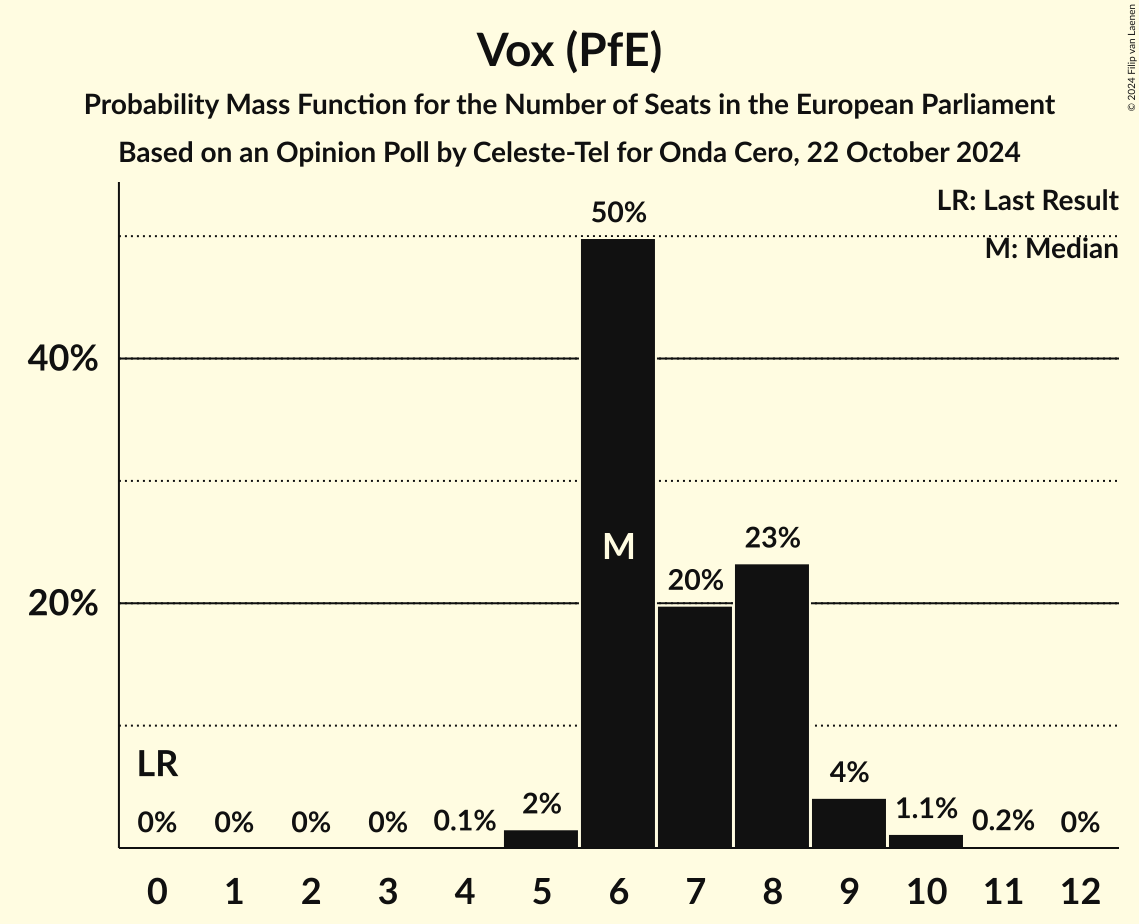 Vox (PfE)
Probability Mass Function for the Number of Seats in the European Parliament
Based on an Opinion Poll by Celeste-Tel for Onda Cero, 22 October 2024
© 2024 Filip van Laenen
LR: Last Result
M: Median
50%
40%
M
23%
20%
20%
LR
4%
2%
1.1%
0% 0% 0% 0% 0.1% 0.2% 0%
0 1 2 3 4 5 6 7 8 9 10 11 12